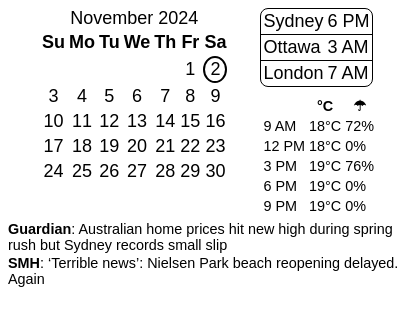 November 2024
Su Mo Tu We Th Fr Sa
1 2
3 4 5 6 7 8 9
10 11 12 13 14 15 16
17 18 19 20 21 22 23
24 25 26 27 28 29 30
Sydney 6 PM
Ottawa 3 AM
London 7 AM
°C ☂
9 AM 18°C 72%
12 PM 18°C 0%
3 PM 19°C 76%
6 PM 19°C 0%
9 PM 19°C 0%
Guardian: Australian home prices hit new high during spring
rush but Sydney records small slip
SMH: ‘Terrible news’: Nielsen Park beach reopening delayed.
Again